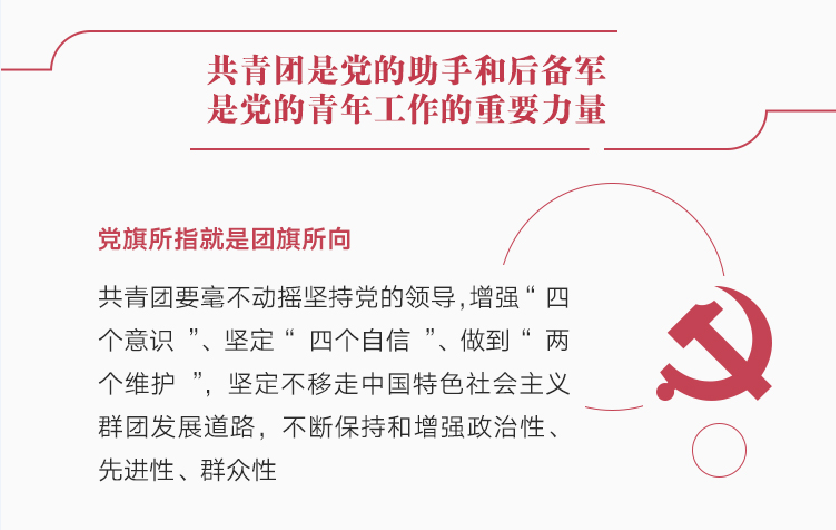 共青团是党的助手和后备军
是党的青年工作的重要力量
党旗所指就是团旗所向
共青团要毫不动摇坚持党的领导,增强“ 四
个意识 ”、坚定“ 四个自信 ”、做到“ 两
个维护 ”，坚定不移走中国特色社会主义
群团发展道路，不断保持和增强政治性、
先进性、群众性